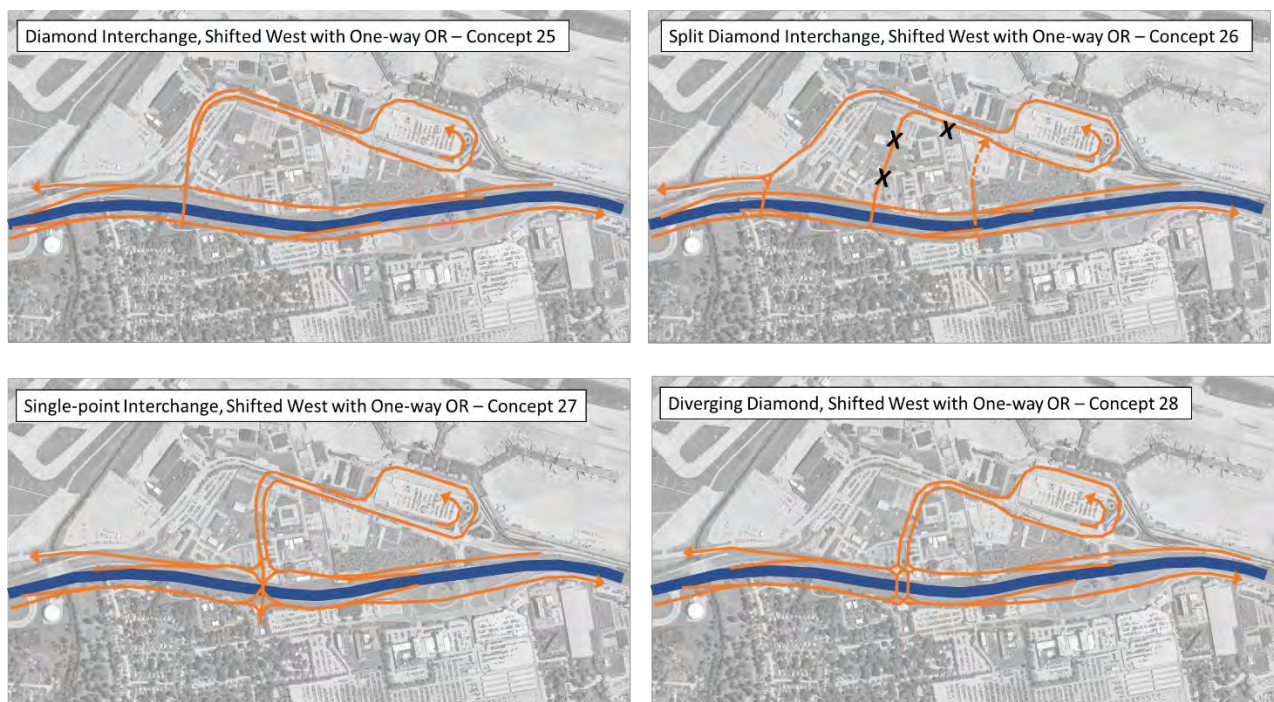 Diamond Interchange, Shifted West with One-way OR – Concept 25
Split Diamond Interchange, Shifted West with One-way OR – Concept 26
X
X
X
Single-point Interchange, Shifted West with One-way OR – Concept 27
Diverging Diamond, Shifted West with One-way OR – Concept 28